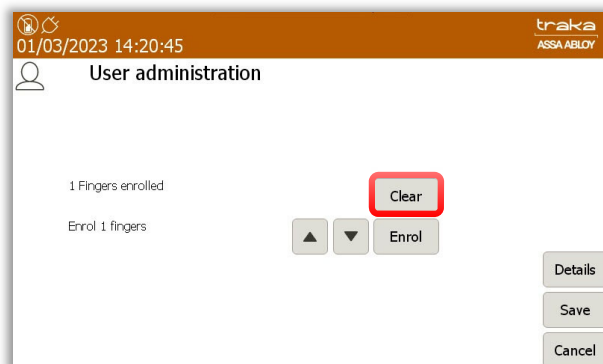 traka
01/03/2023 14:20:45
ASSA ABLOY
User administration
1 Fingers enrolled
Clear
Enrol 1 fingers
Enrol
Details
Save
Cancel